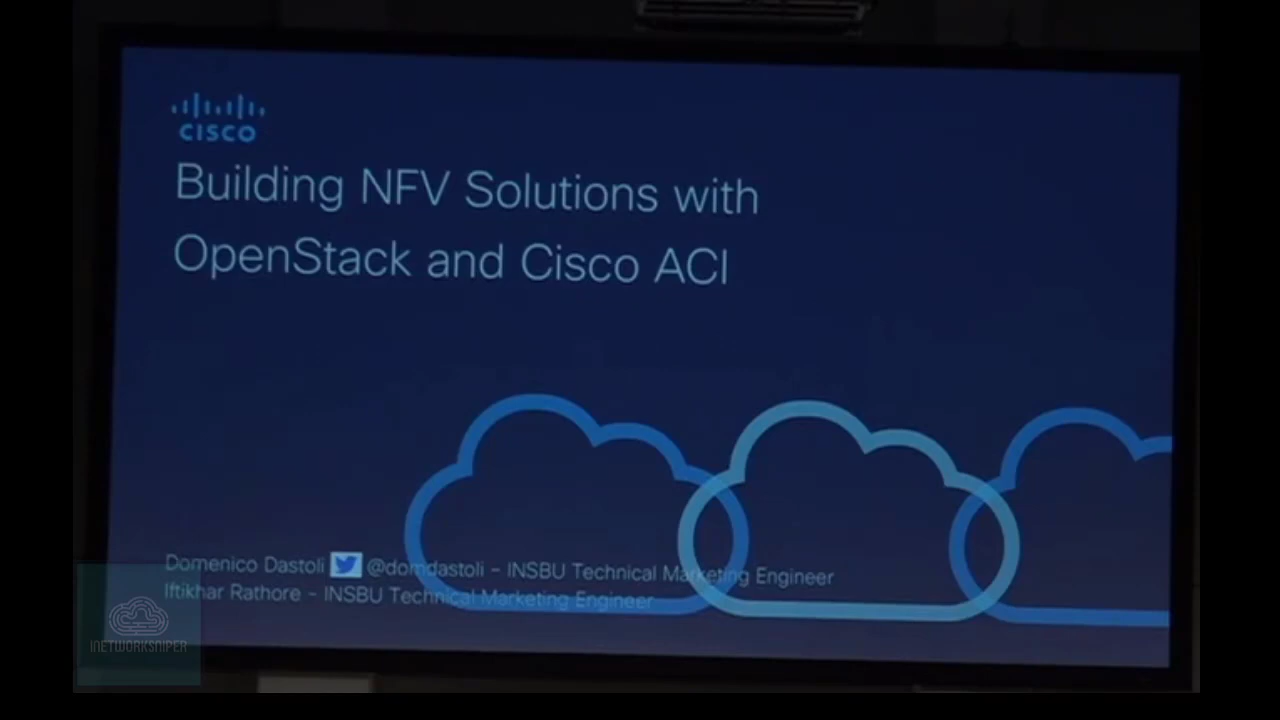 CISCO
Building NFV Solutions with
OpenStack and Cisco ACI
Domenico Dastoli @domdastoli – INSBU Technical Marketing Engineer
Iftikhar Rathore – INSBU Technical Marketing Engineer
INETWORKSNIPER